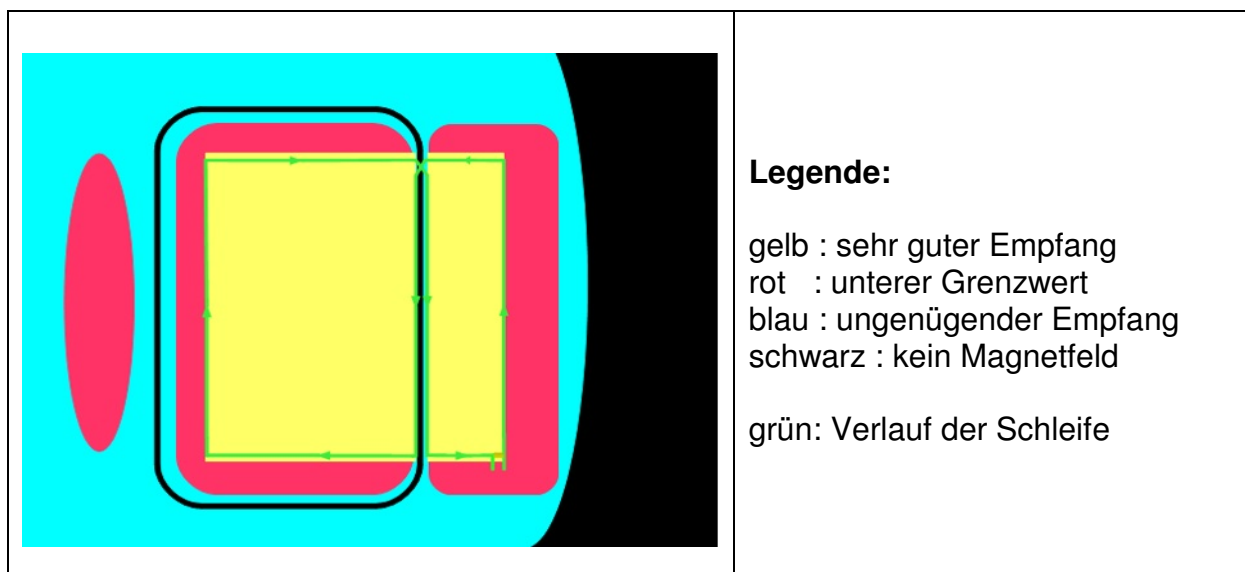 Legende:
gelb : sehr guter Empfang
rot : unterer Grenzwert
blau : ungenügender Empfang
schwarz : kein Magnetfeld
grün: Verlauf der Schleife